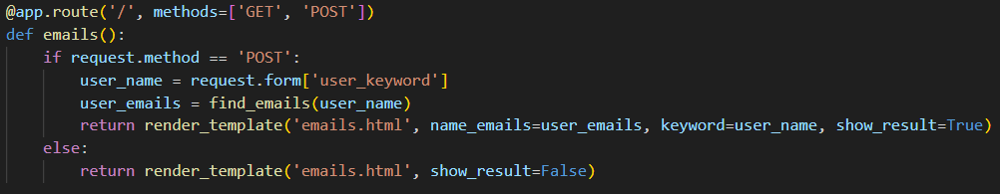 @app.route('/', methods=['GET', 'POST'])
def emails():
    if request.method == 'POST':
        user_name = request.form['user_keyword']
        user_emails = find_emails(user_name)
        return render_template('emails.html', name_emails=user_emails, keyword=user_name, show_result=True)
    else:
        return render_template('emails.html', show_result=False)